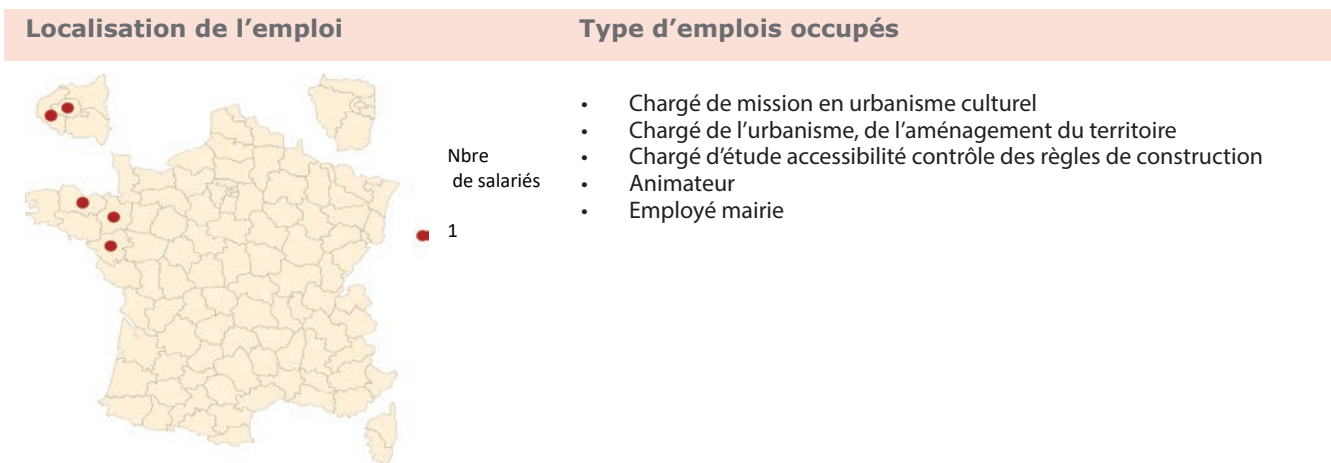 Localisation de l’emploi
Type d’emplois occupés
Nbre
de salariés
1
• Chargé de mission en urbanisme culturel
• Chargé de l’urbanisme, de l’aménagement du territoire
• Chargé d’étude accessibilité contrôle des règles de construction
• Animateur
• Employé mairie